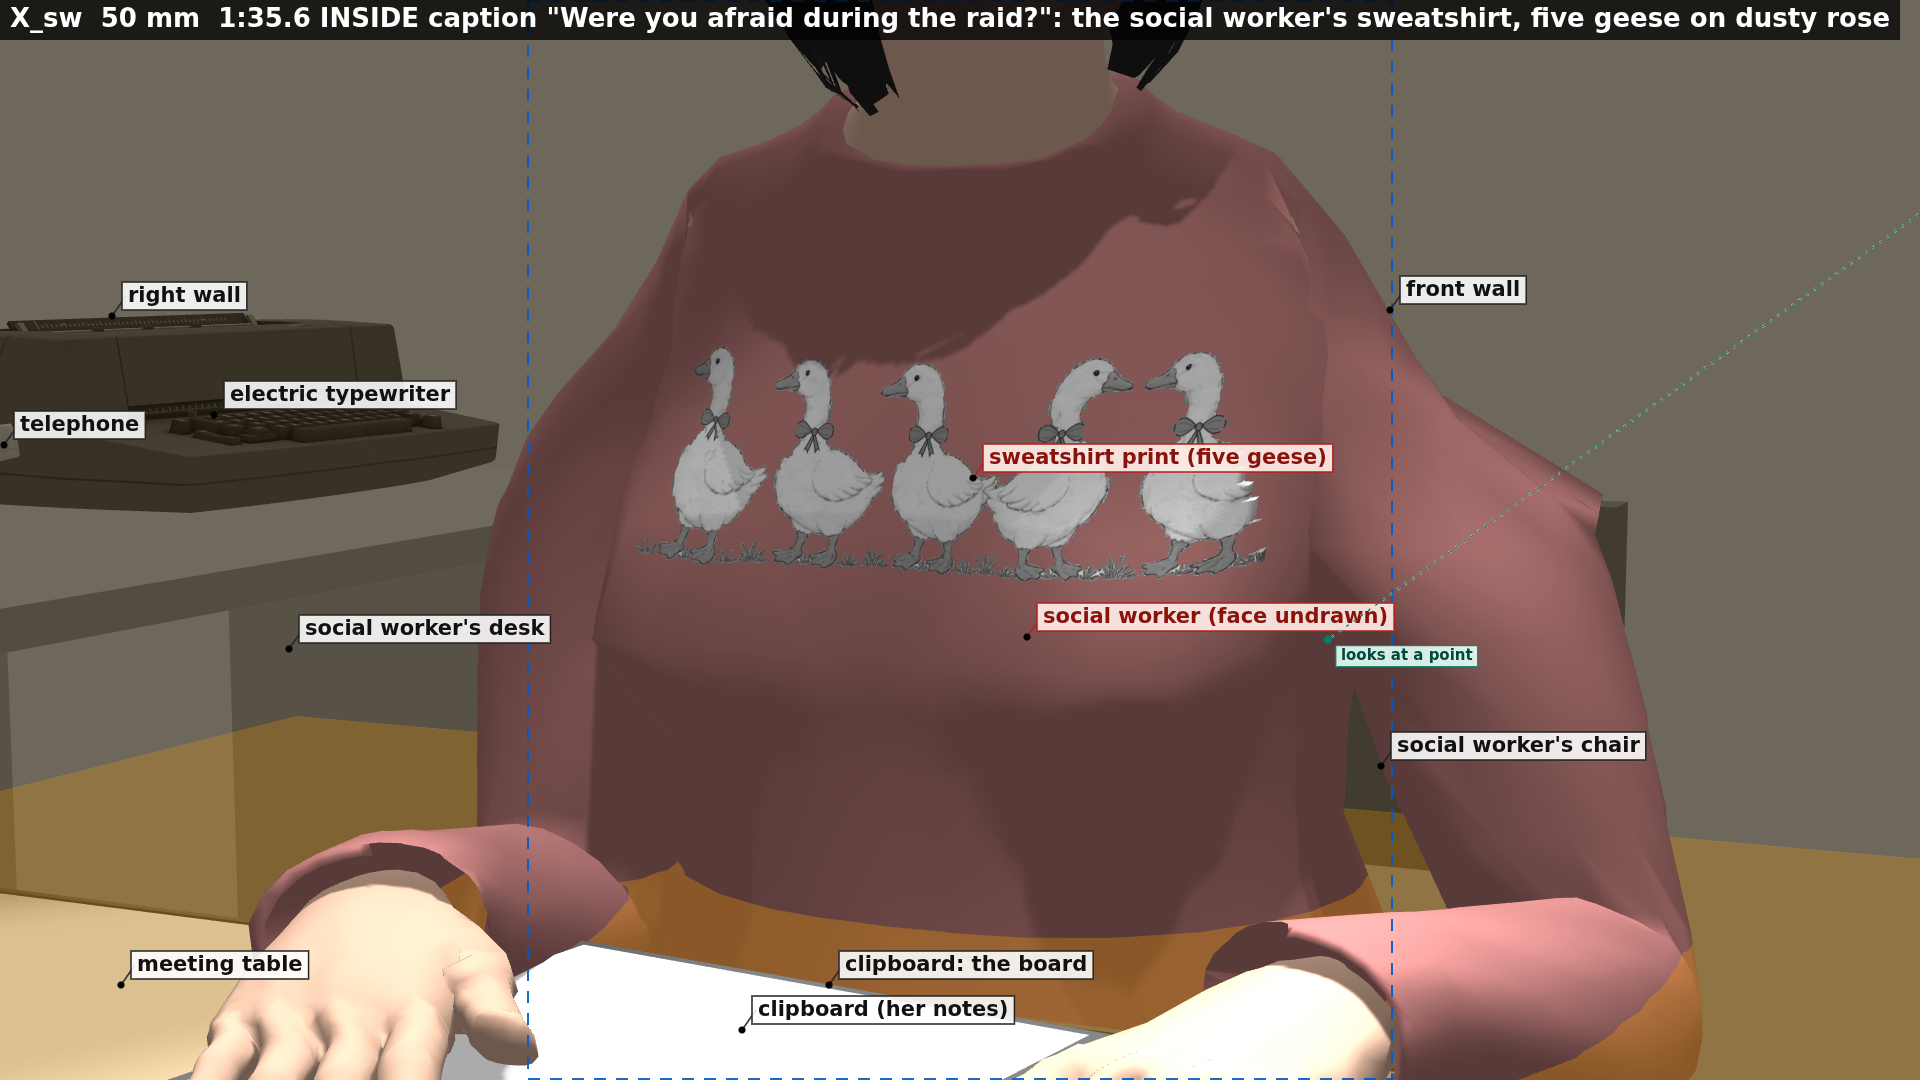 X_sw  50 mm  1:35.6 INSIDE caption "Were you afraid during the raid?": the social worker's sweatshirt, five geese on dusty rose
right wall
front wall
electric typewriter
telephone
sweatshirt print (five geese)
social worker (face undrawn)
social worker's desk
looks at a point
social worker's chair
meeting table
clipboard: the board
clipboard (her notes)